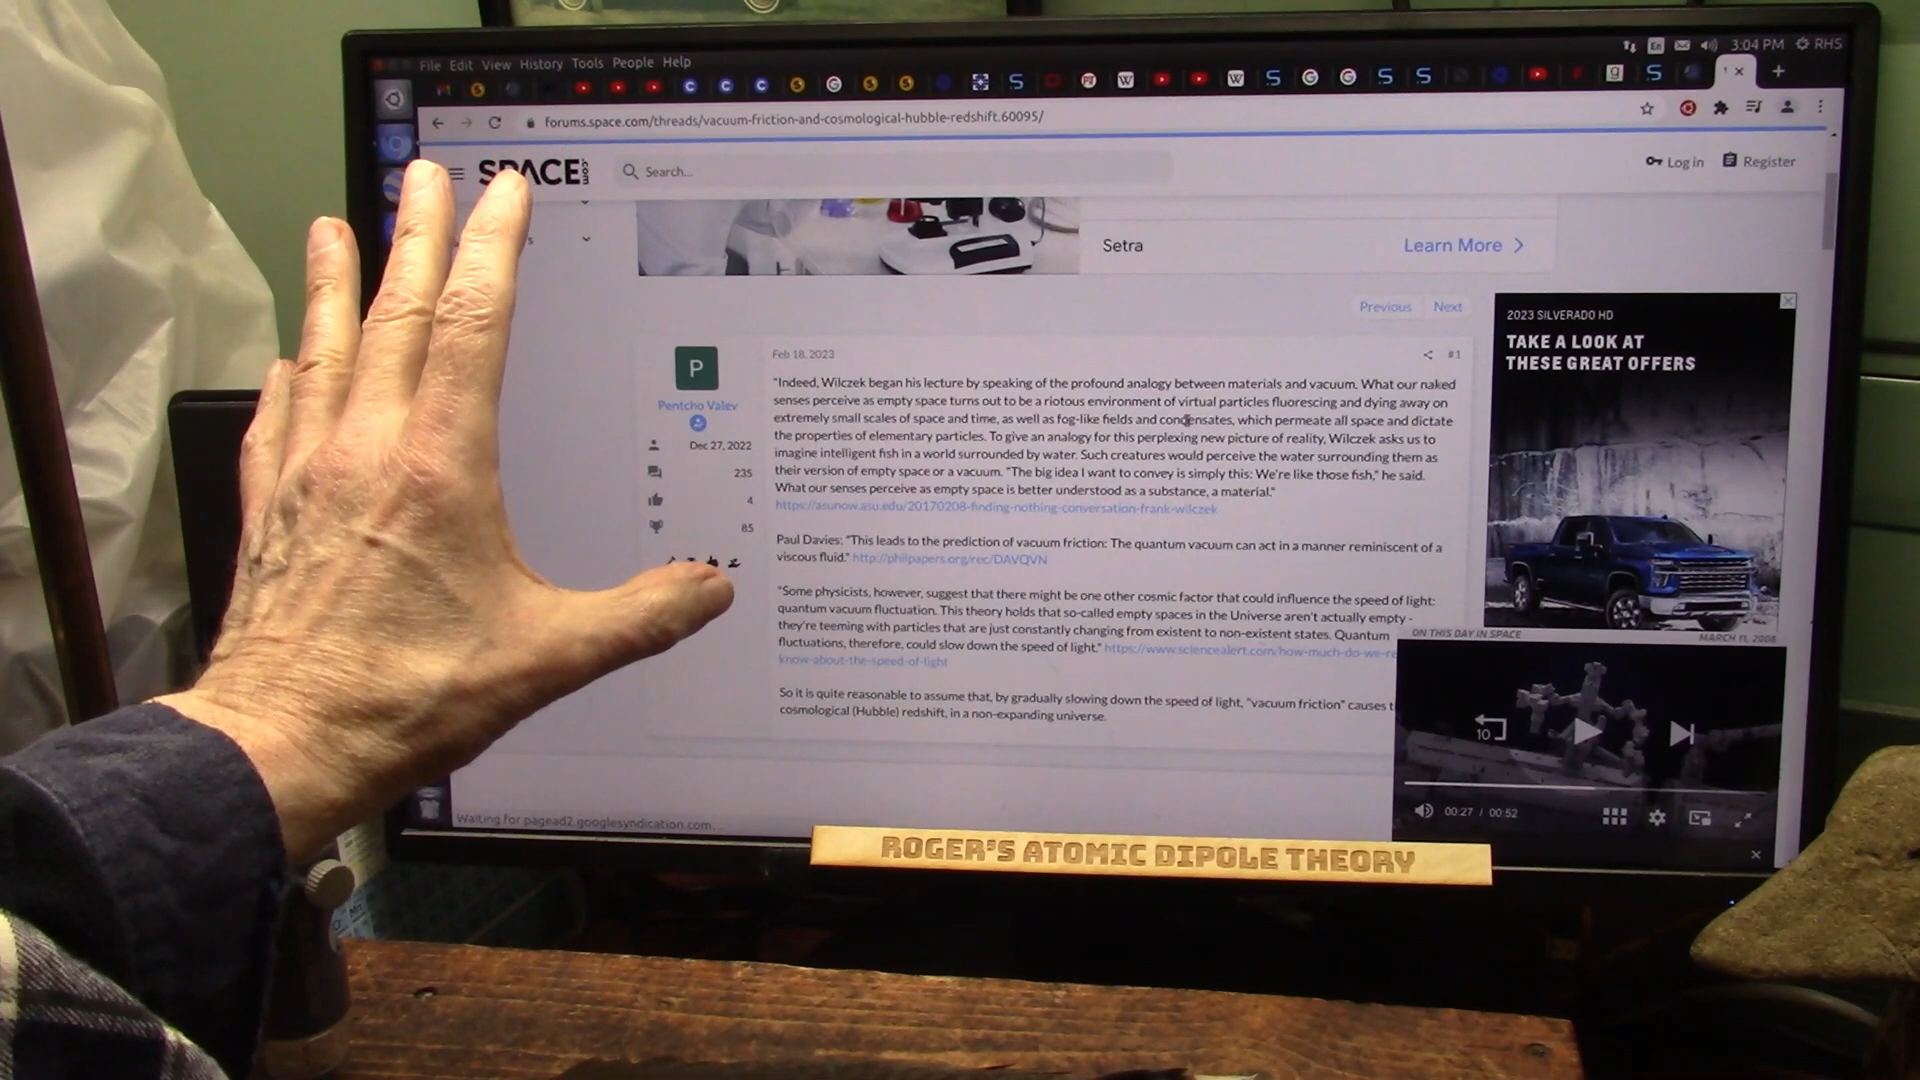 3:04 PM RHS
File Edit View History Tools People Help
forums.space.com/threads/vacuum-friction-and-cosmological-hubble-redshift.60095/
SPACE.com
Search...
Log in
Register
Setra
Learn More
Previous Next
2023 SILVERADO HD
TAKE A LOOK AT
THESE GREAT OFFERS
P
Pentcho Valev
Dec 27, 2022
235
4
85
Feb 18, 2023
#1
"Indeed, Wilczek began his lecture by speaking of the profound analogy between materials and vacuum. What our naked
senses perceive as empty space turns out to be a riotous environment of virtual particles fluorescing and dying away on
extremely small scales of space and time, as well as fog-like fields and condensates, which permeate all space and dictate
the properties of elementary particles. To give an analogy for this perplexing new picture of reality, Wilczek asks us to
imagine intelligent fish in a world surrounded by water. Such creatures would perceive the water surrounding them as
their version of empty space or a vacuum. "The big idea I want to convey is simply this: We're like those fish," he said.
What our senses perceive as empty space is better understood as a substance, a material."
https://asunow.asu.edu/20170208-finding-nothing-conversation-frank-wilczek
Paul Davies: "This leads to the prediction of vacuum friction: The quantum vacuum can act in a manner reminiscent of a
viscous fluid." http://philpapers.org/rec/DAVQVN
"Some physicists, however, suggest that there might be one other cosmic factor that could influence the speed of light:
quantum vacuum fluctuation. This theory holds that so-called empty spaces in the Universe aren't actually empty -
they're teeming with particles that are just constantly changing from existent to non-existent states. Quantum
fluctuations, therefore, could slow down the speed of light." https://www.sciencealert.com/how-much-do-we-re
know-about-the-speed-of-light
So it is quite reasonable to assume that, by gradually slowing down the speed of light, "vacuum friction" causes t
cosmological (Hubble) redshift, in a non-expanding universe.
ON THIS DAY IN SPACE
MARCH 11, 2008
10
00:27 / 00:52
Waiting for pagead2.googlesyndication.com...
ROGER'S ATOMIC DIPOLE THEORY